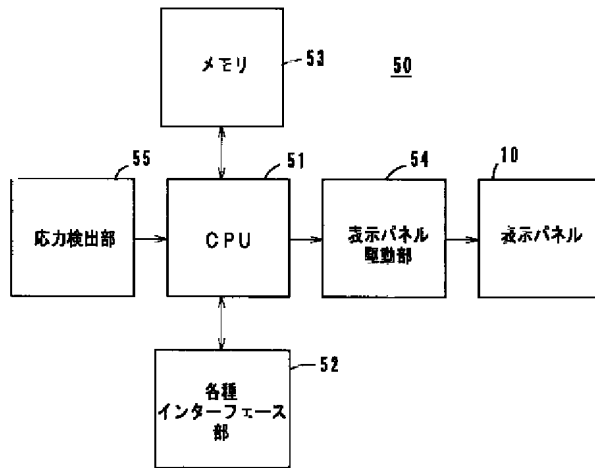 メモリ
53
50
55
51
54
10
応力検出部
CPU
表示パネル
駆動部
表示パネル
各種
インターフェース
部
52